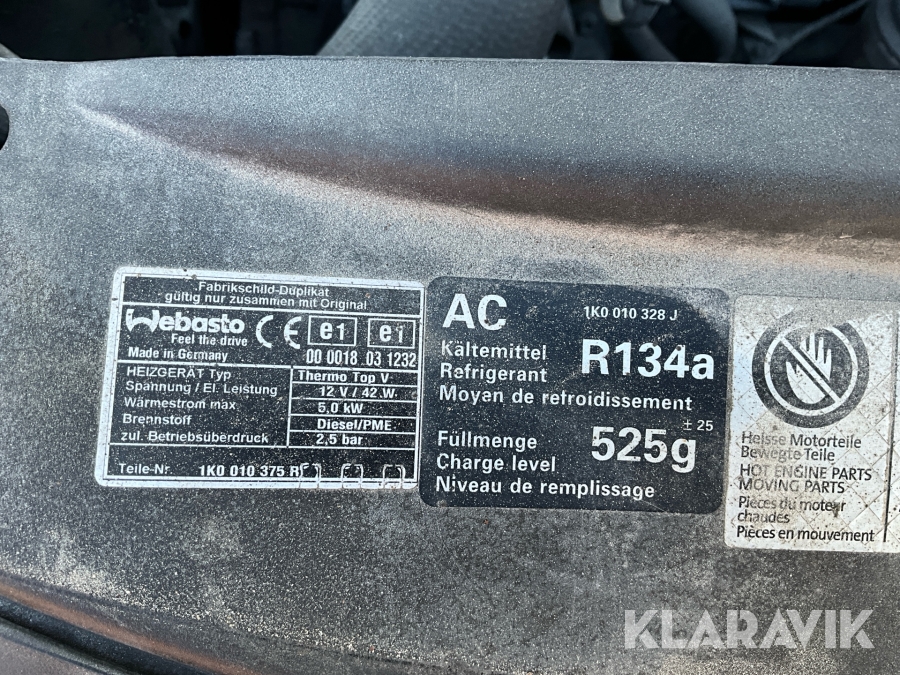 Fabrikschild-Duplikat
gültig nur zusammen mit Original
Webasto
Feel the drive
CE e1 e1
Made in Germany 00 0018 03 1232
HEIZGERÄT Typ Thermo Top V
Spannung / El. Leistung 12 V / 42 W
Wärmestrom max 5,0 kW
Brennstoff Diesel/PME
zul. Betriebsüberdruck 2,5 bar
Teile-Nr. 1K0 010 375 R
AC 1K0 010 328 J
Kältemittel
Refrigerant R134a
Moyen de refroidissement
Füllmenge ± 25
Charge level 525g
Niveau de remplissage
Heisse Motorteile
Bewegte Teile
HOT ENGINE PARTS
MOVING PARTS
Pièces du moteur
chaudes
Pièces en mouvement
KLARAVIK